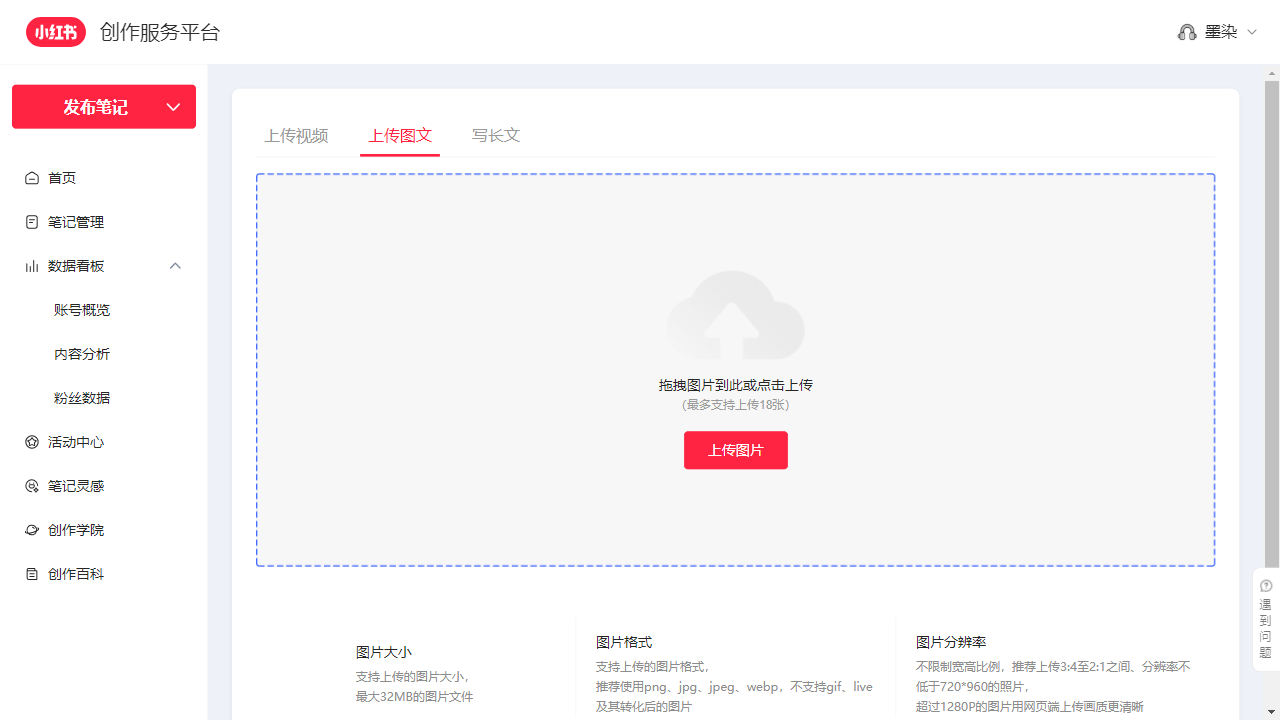 小红书 创作服务平台
墨染
发布笔记
首页
笔记管理
数据看板
账号概览
内容分析
粉丝数据
活动中心
笔记灵感
创作学院
创作百科
上传视频 上传图文 写长文
拖拽图片到此或点击上传
(最多支持上传18张)
上传图片
图片大小
支持上传的图片大小，
最大32MB的图片文件
图片格式
支持上传的图片格式，
推荐使用png、jpg、jpeg、webp，不支持gif、live
及其转化后的图片
图片分辨率
不限制宽高比例，推荐上传3:4至2:1之间、分辨率不
低于720*960的照片，
超过1280P的图片用网页端上传画质更清晰
遇
到
问
题